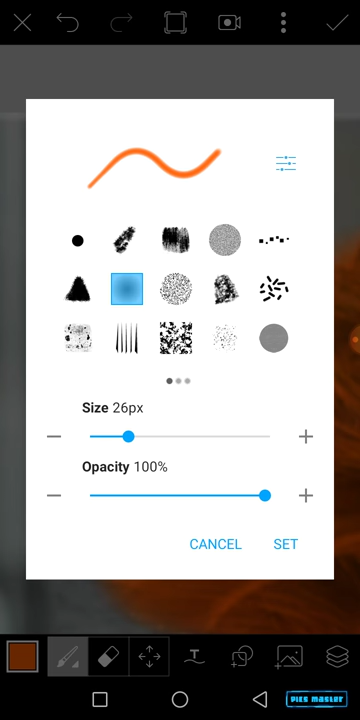 Size 26px
Opacity 100%
CANCEL SET
T
PICS MASTER